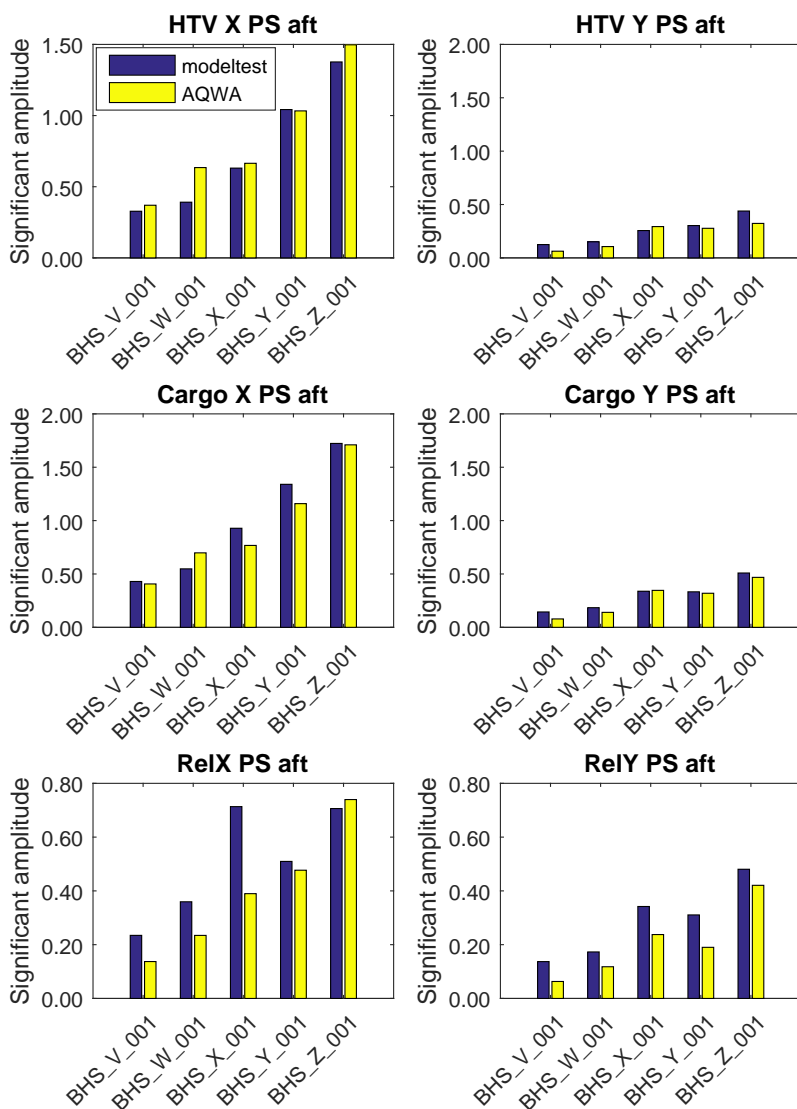 HTV X PS aft
Significant amplitude
1.50
1.00
0.50
0.00
modeltest
AQWA
BHS_V_001
BHS_W_001
BHS_X_001
BHS_Y_001
BHS_Z_001
HTV Y PS aft
Significant amplitude
2.00
1.50
1.00
0.50
0.00
BHS_V_001
BHS_W_001
BHS_X_001
BHS_Y_001
BHS_Z_001
Cargo X PS aft
Significant amplitude
2.00
1.50
1.00
0.50
0.00
BHS_V_001
BHS_W_001
BHS_X_001
BHS_Y_001
BHS_Z_001
Cargo Y PS aft
Significant amplitude
2.00
1.50
1.00
0.50
0.00
BHS_V_001
BHS_W_001
BHS_X_001
BHS_Y_001
BHS_Z_001
RelX PS aft
Significant amplitude
0.80
0.60
0.40
0.20
0.00
BHS_V_001
BHS_W_001
BHS_X_001
BHS_Y_001
BHS_Z_001
RelY PS aft
Significant amplitude
0.80
0.60
0.40
0.20
0.00
BHS_V_001
BHS_W_001
BHS_X_001
BHS_Y_001
BHS_Z_001